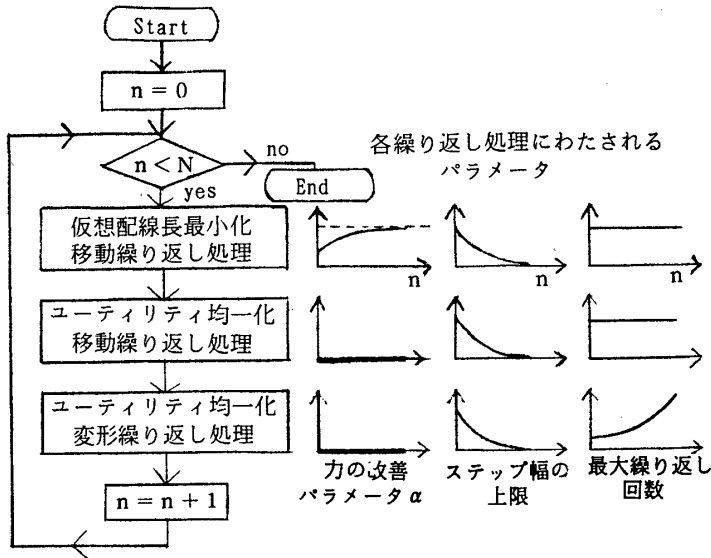 Start
n = 0
n < N
no
yes
End
各繰り返し処理にわたされる
パラメータ
仮想配線長最小化
移動繰り返し処理
n
n
n
ユーティリティ均一化
移動繰り返し処理
ユーティリティ均一化
変形繰り返し処理
n = n + 1
力の改善
パラメータ α
ステップ幅の
上限
最大繰り返し
回数